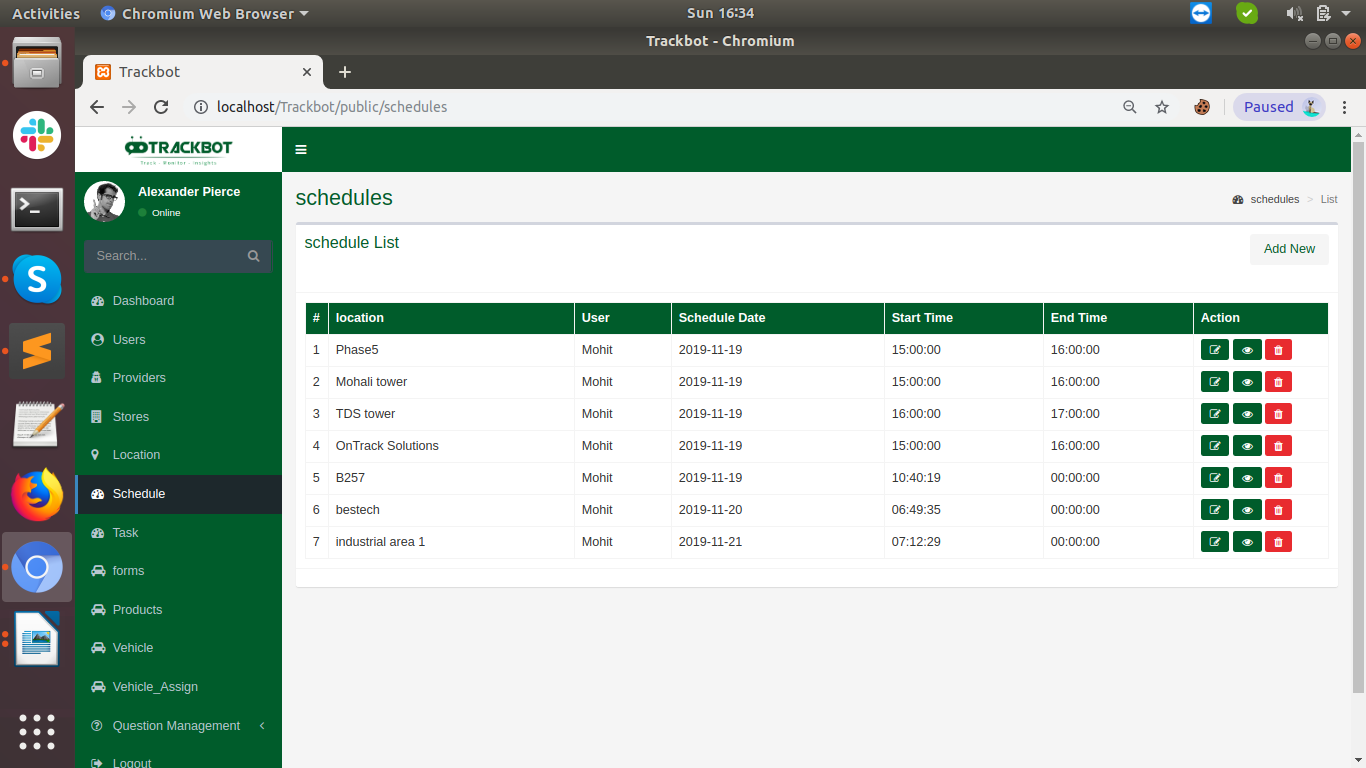 Activities Chromium Web Browser Sun 16:34
Trackbot - Chromium
Trackbot
localhost/Trackbot/public/schedules Paused
TRACKBOT
Track - Monitor - Insights
Alexander Pierce
Online
Search...
Dashboard
Users
Providers
Stores
Location
Schedule
Task
forms
Products
Vehicle
Vehicle_Assign
Question Management
Logout
schedules
schedules > List
schedule List
Add New
# location User Schedule Date Start Time End Time Action
1 Phase5 Mohit 2019-11-19 15:00:00 16:00:00
2 Mohali tower Mohit 2019-11-19 15:00:00 16:00:00
3 TDS tower Mohit 2019-11-19 16:00:00 17:00:00
4 OnTrack Solutions Mohit 2019-11-19 15:00:00 16:00:00
5 B257 Mohit 2019-11-19 10:40:19 00:00:00
6 bestech Mohit 2019-11-20 06:49:35 00:00:00
7 industrial area 1 Mohit 2019-11-21 07:12:29 00:00:00